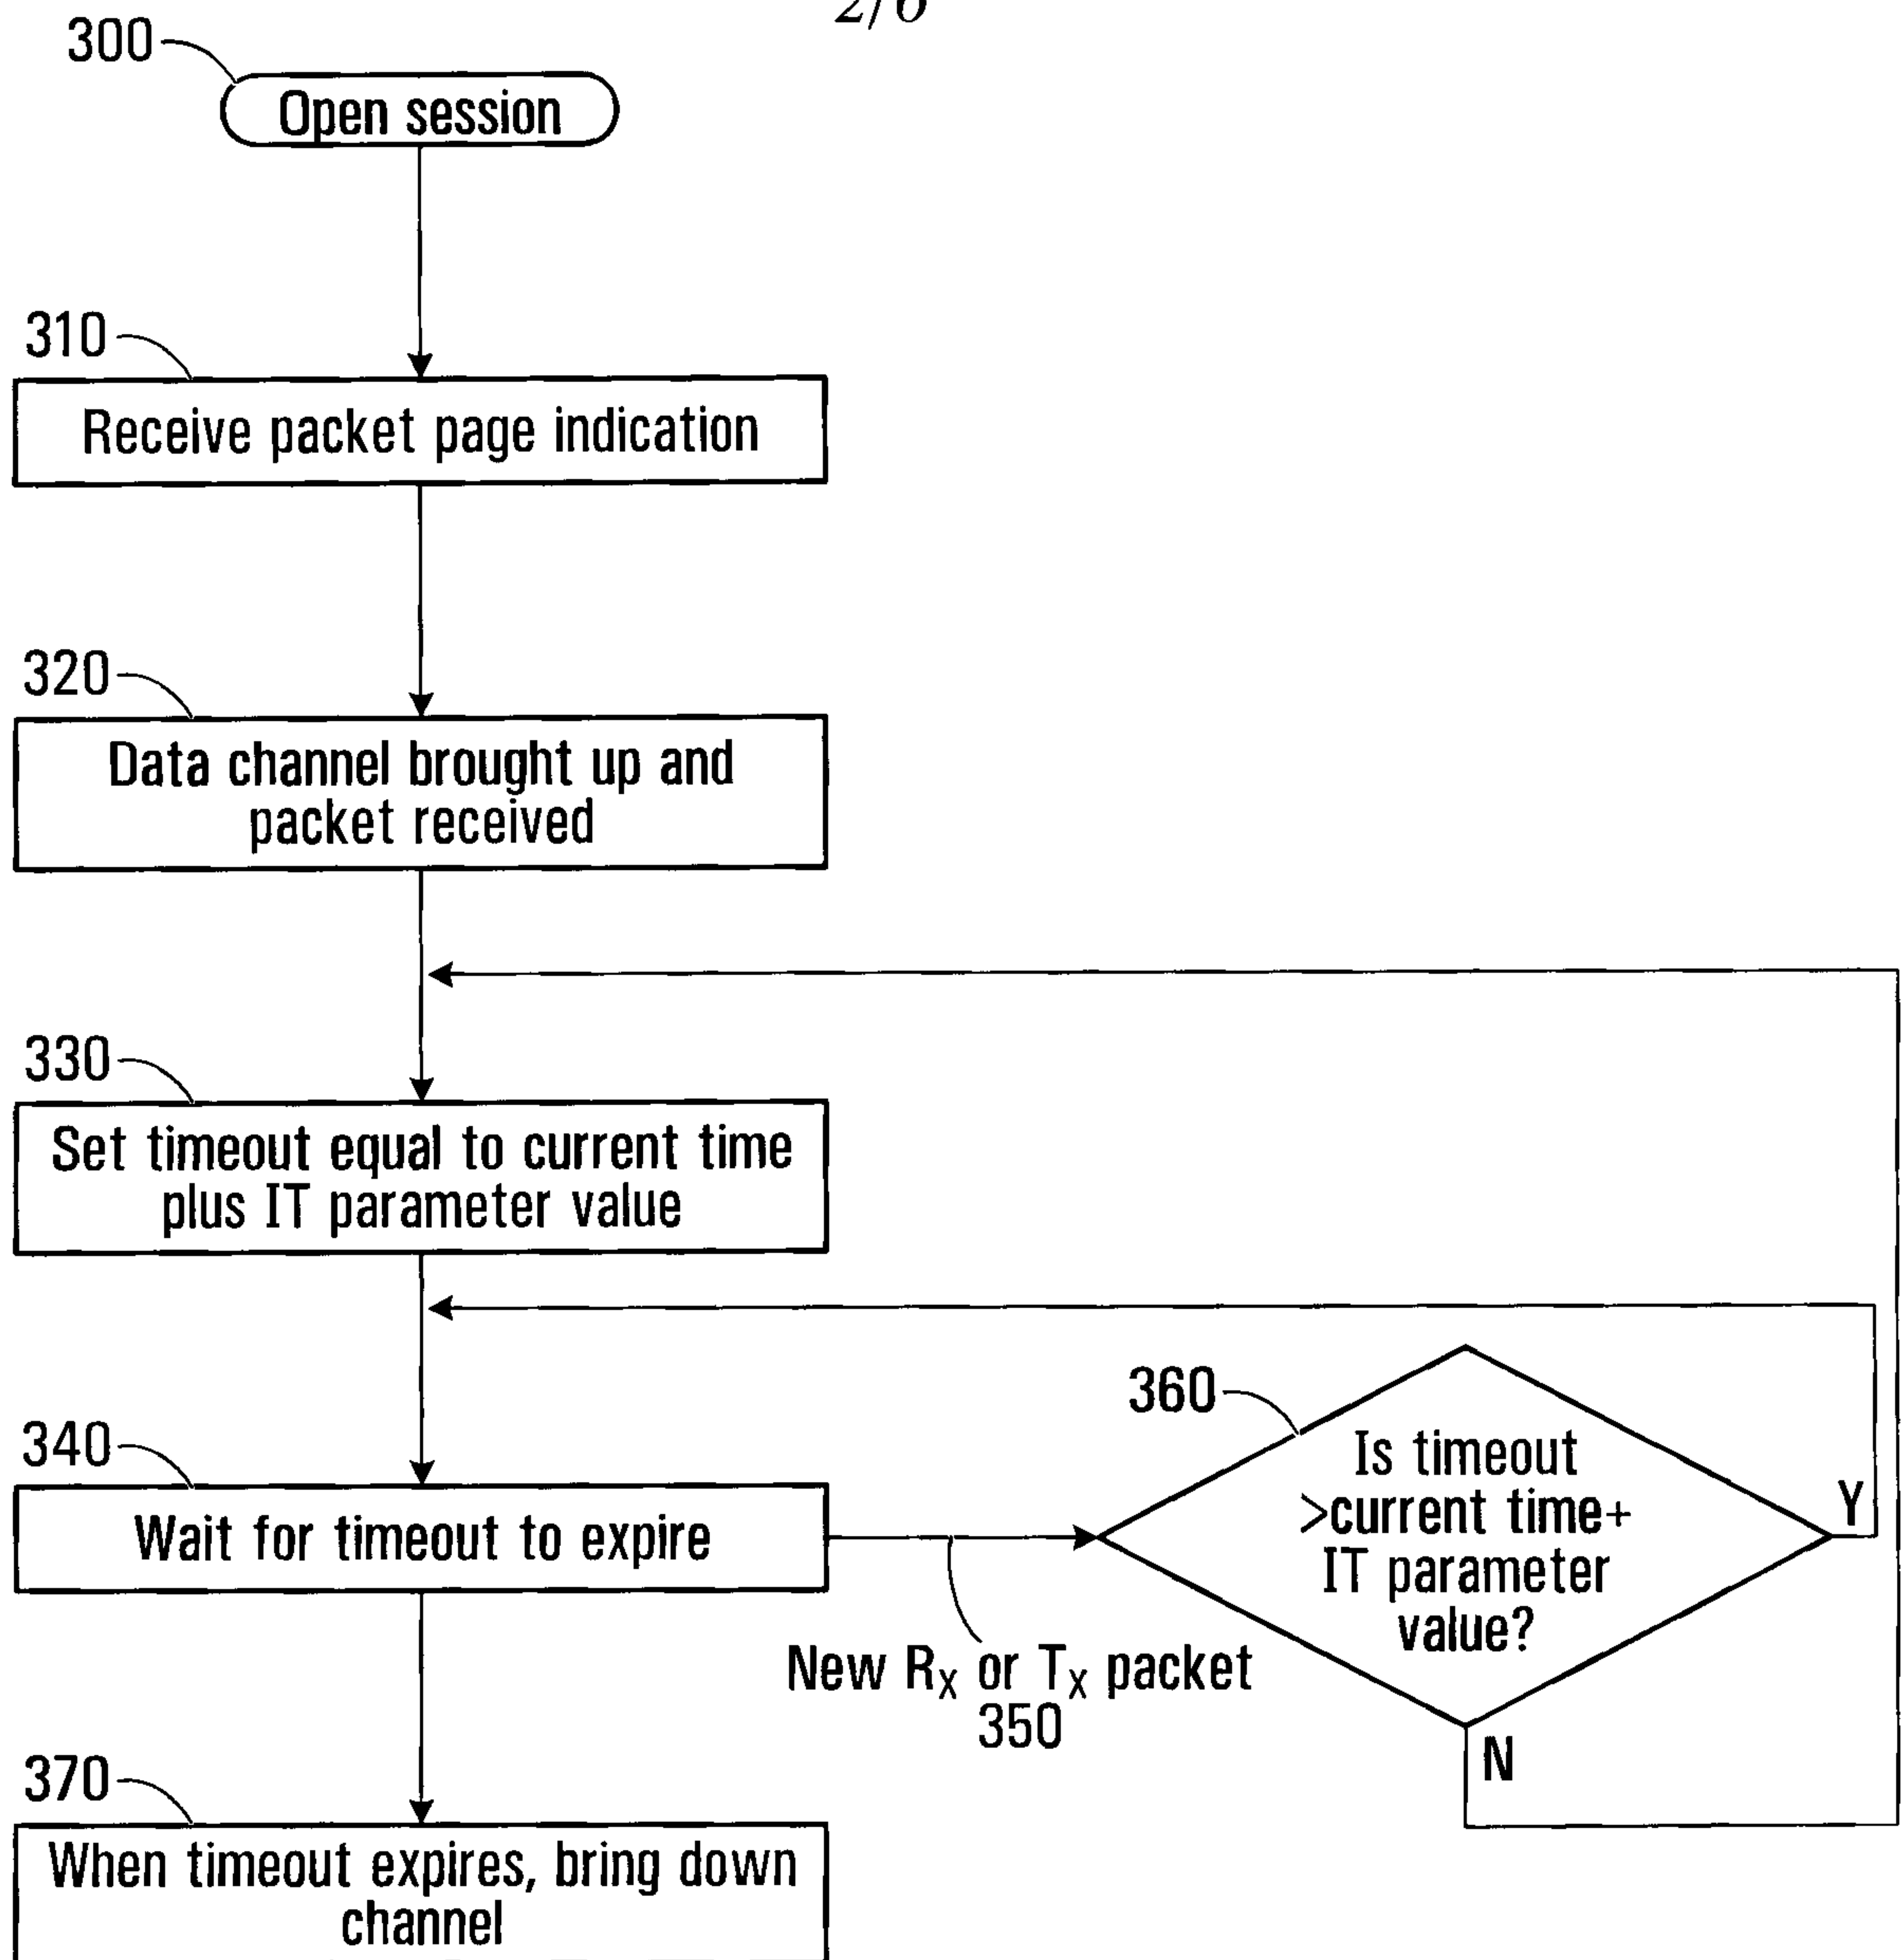 2/6
300
Open session
310
Receive packet page indication
320
Data channel brought up and
packet received
330
Set timeout equal to current time
plus IT parameter value
340
Wait for timeout to expire
360
Is timeout
>current time+
IT parameter
value?
Y
New Rx or Tx packet
350
N
370
When timeout expires, bring down
channel